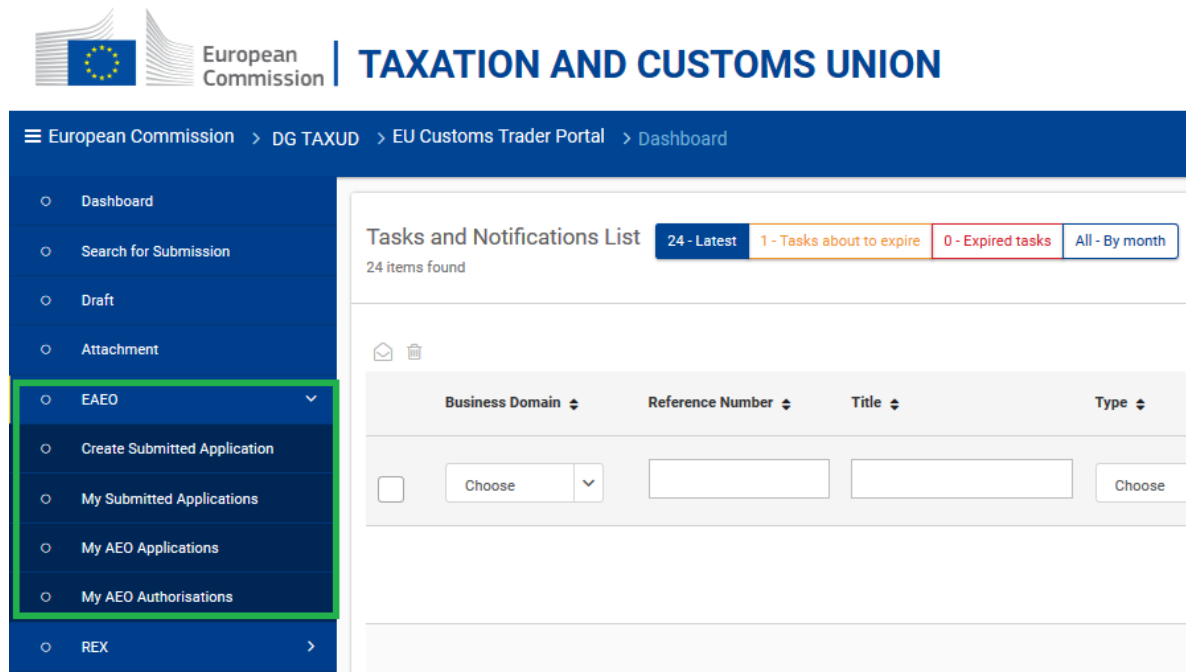 European
Commission
TAXATION AND CUSTOMS UNION
European Commission > DG TAXUD > EU Customs Trader Portal > Dashboard
Dashboard
Search for Submission
Draft
Attachment
EAEO
Create Submitted Application
My Submitted Applications
My AEO Applications
My AEO Authorisations
REX
Tasks and Notifications List
24 - Latest 1 - Tasks about to expire 0 - Expired tasks All - By month
24 items found
Business Domain Reference Number Title Type
Choose Choose